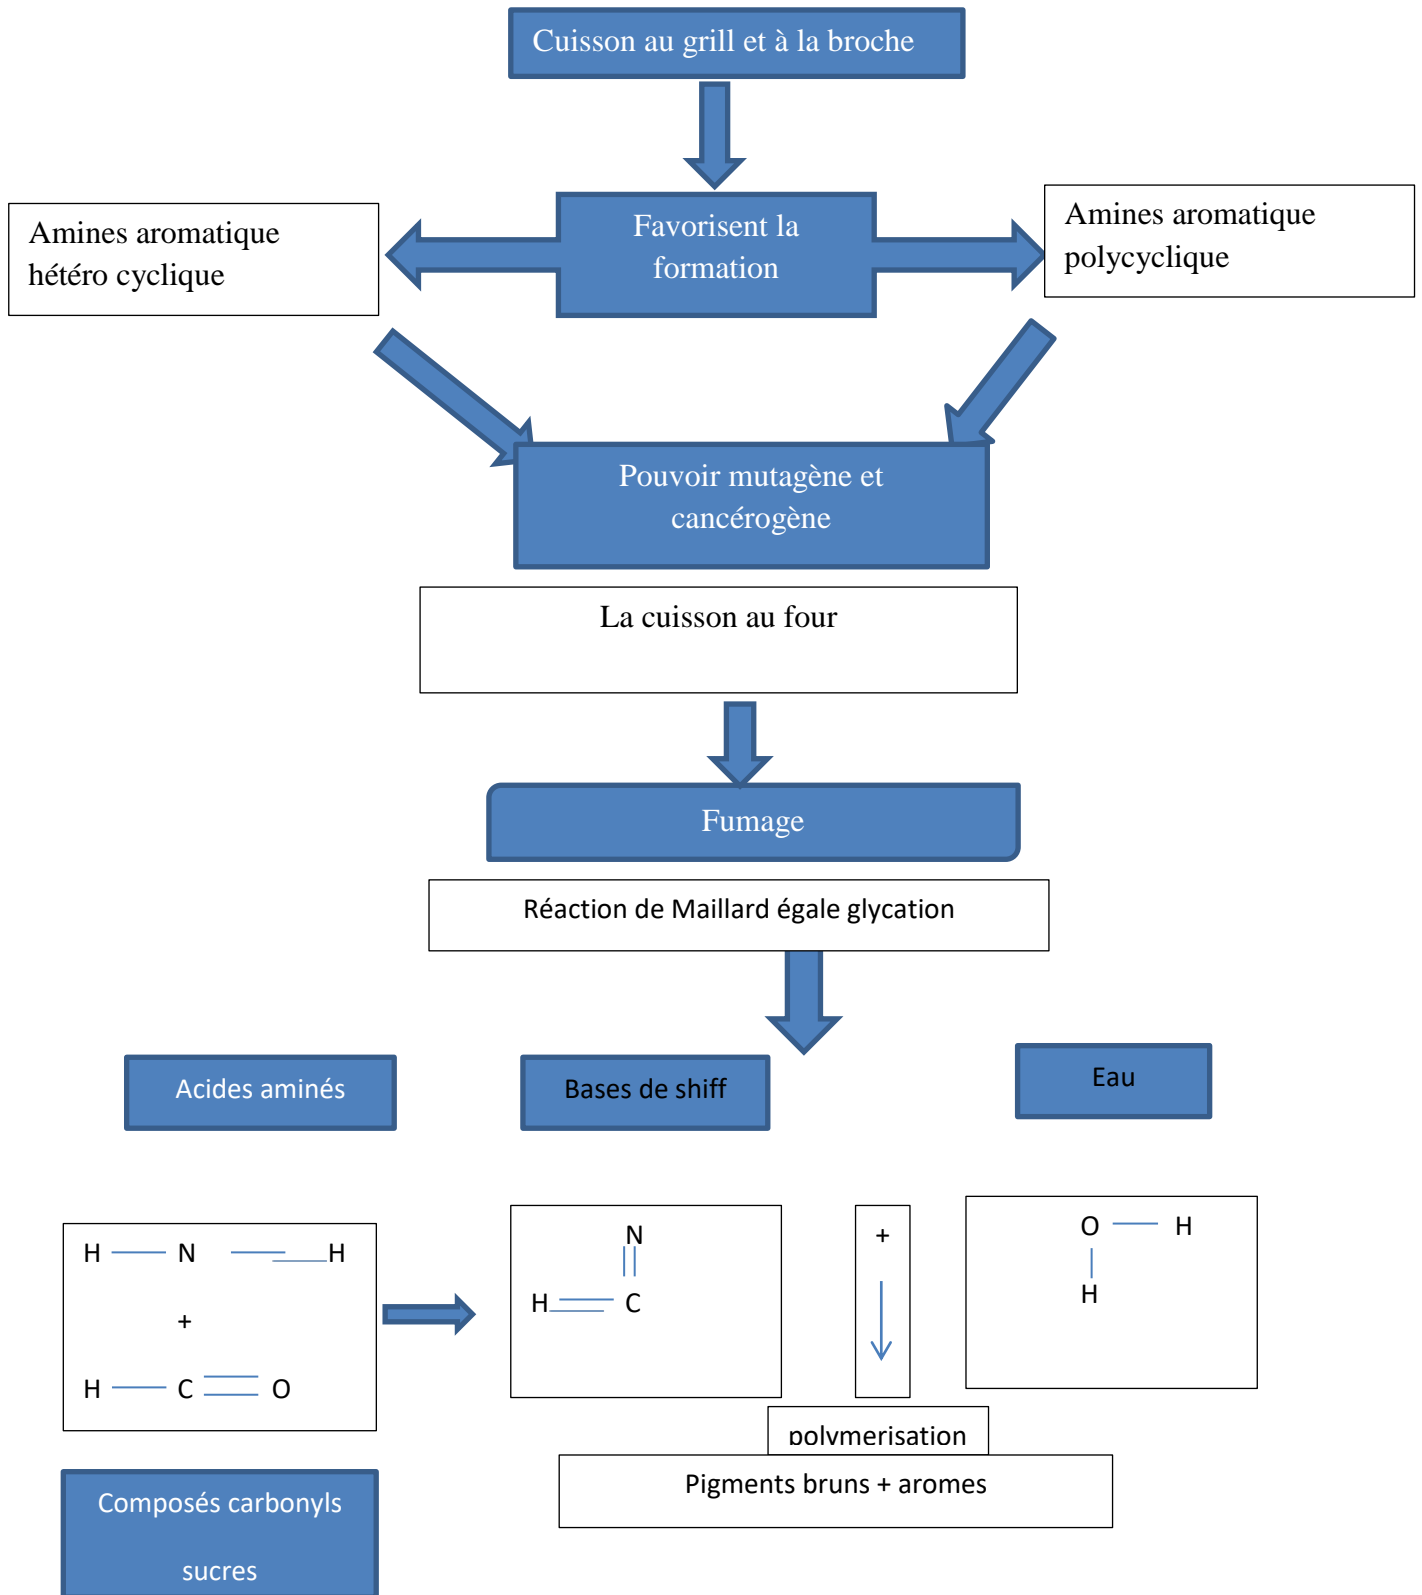 Cuisson au grill et à la broche
Amines aromatique
hétéro cyclique
Favorisent la
formation
Amines aromatique
polycyclique
Pouvoir mutagène et
cancérogène
La cuisson au four
Fumage
Réaction de Maillard égale glycation
Acides aminés
Bases de shiff
Eau
H N H
+
H C O
N
H C
+
O H
H
polymerisation
Pigments bruns + aromes
Composés carbonyls
sucres